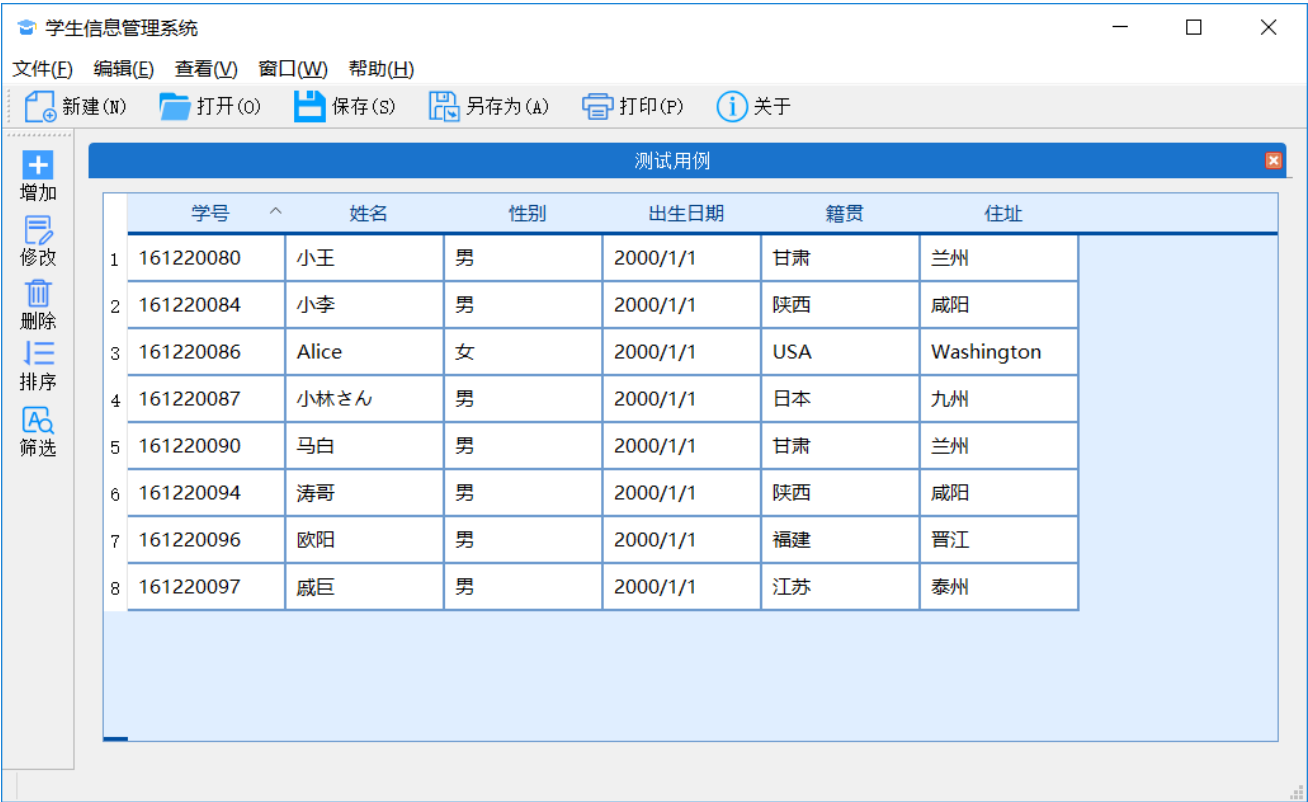 学生信息管理系统
文件(F) 编辑(E) 查看(V) 窗口(W) 帮助(H)
新建(N) 打开(O) 保存(S) 另存为(A) 打印(P) 关于
增加
修改
删除
排序
筛选
测试用例
学号 姓名 性别 出生日期 籍贯 住址
1 161220080 小王 男 2000/1/1 甘肃 兰州
2 161220084 小李 男 2000/1/1 陕西 咸阳
3 161220086 Alice 女 2000/1/1 USA Washington
4 161220087 小林さん 男 2000/1/1 日本 九州
5 161220090 马白 男 2000/1/1 甘肃 兰州
6 161220094 涛哥 男 2000/1/1 陕西 咸阳
7 161220096 欧阳 男 2000/1/1 福建 晋江
8 161220097 戚巨 男 2000/1/1 江苏 泰州